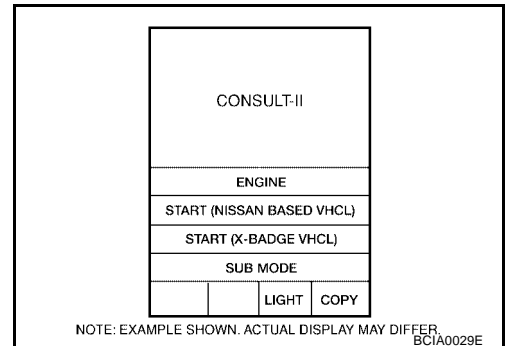 CONSULT-II
ENGINE
START (NISSAN BASED VHCL)
START (X-BADGE VHCL)
SUB MODE
LIGHT COPY
NOTE: EXAMPLE SHOWN. ACTUAL DISPLAY MAY DIFFER.
BCIA0029E